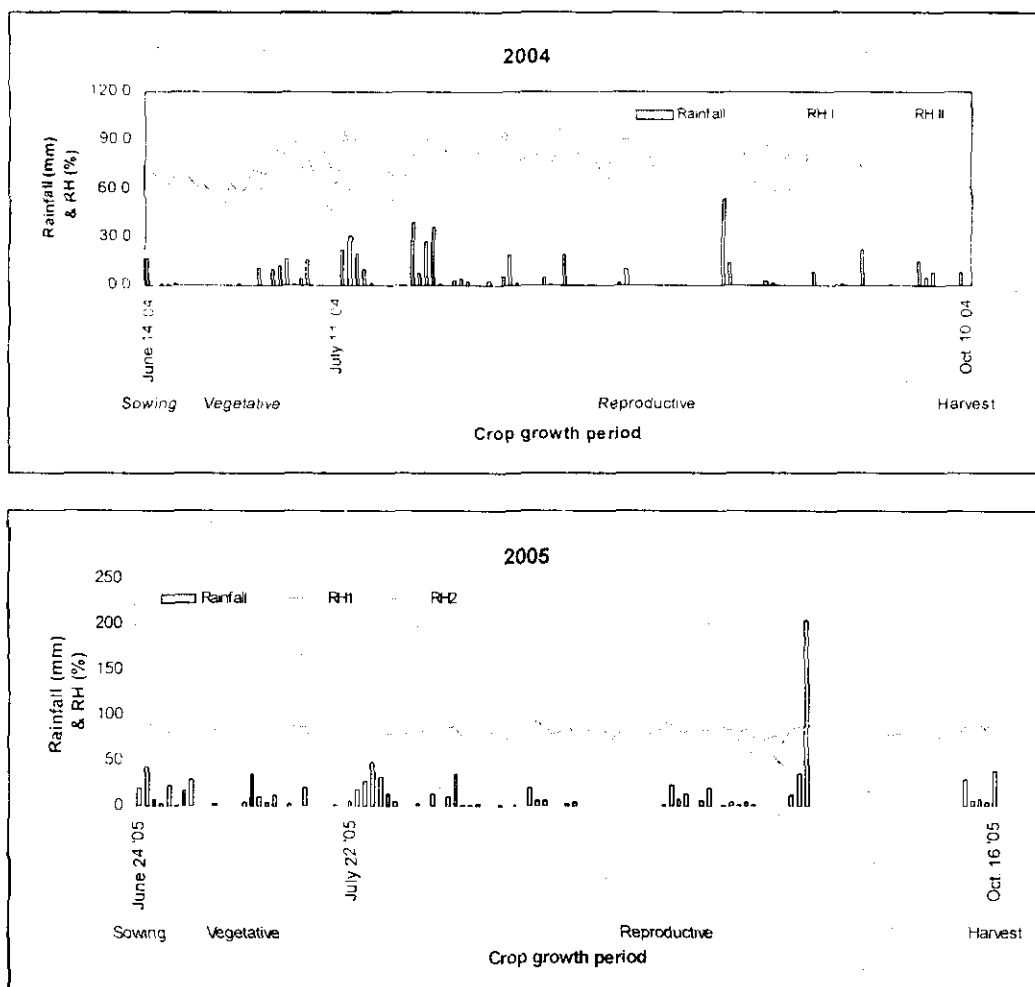 2004
120 0
90 0
60 0
30 0
0 0
Rainfall (mm)
& RH (%)
Rainfall RH I RH II
June 14 '04
July 11 '04
Oct 10 '04
Sowing Vegetative Reproductive Harvest
Crop growth period
2005
250
200
150
100
50
0
Rainfall (mm)
& RH (%)
Rainfall RH1 RH2
June 24 '05
July 22 '05
Oct. 16 '05
Sowing Vegetative Reproductive Harvest
Crop growth period